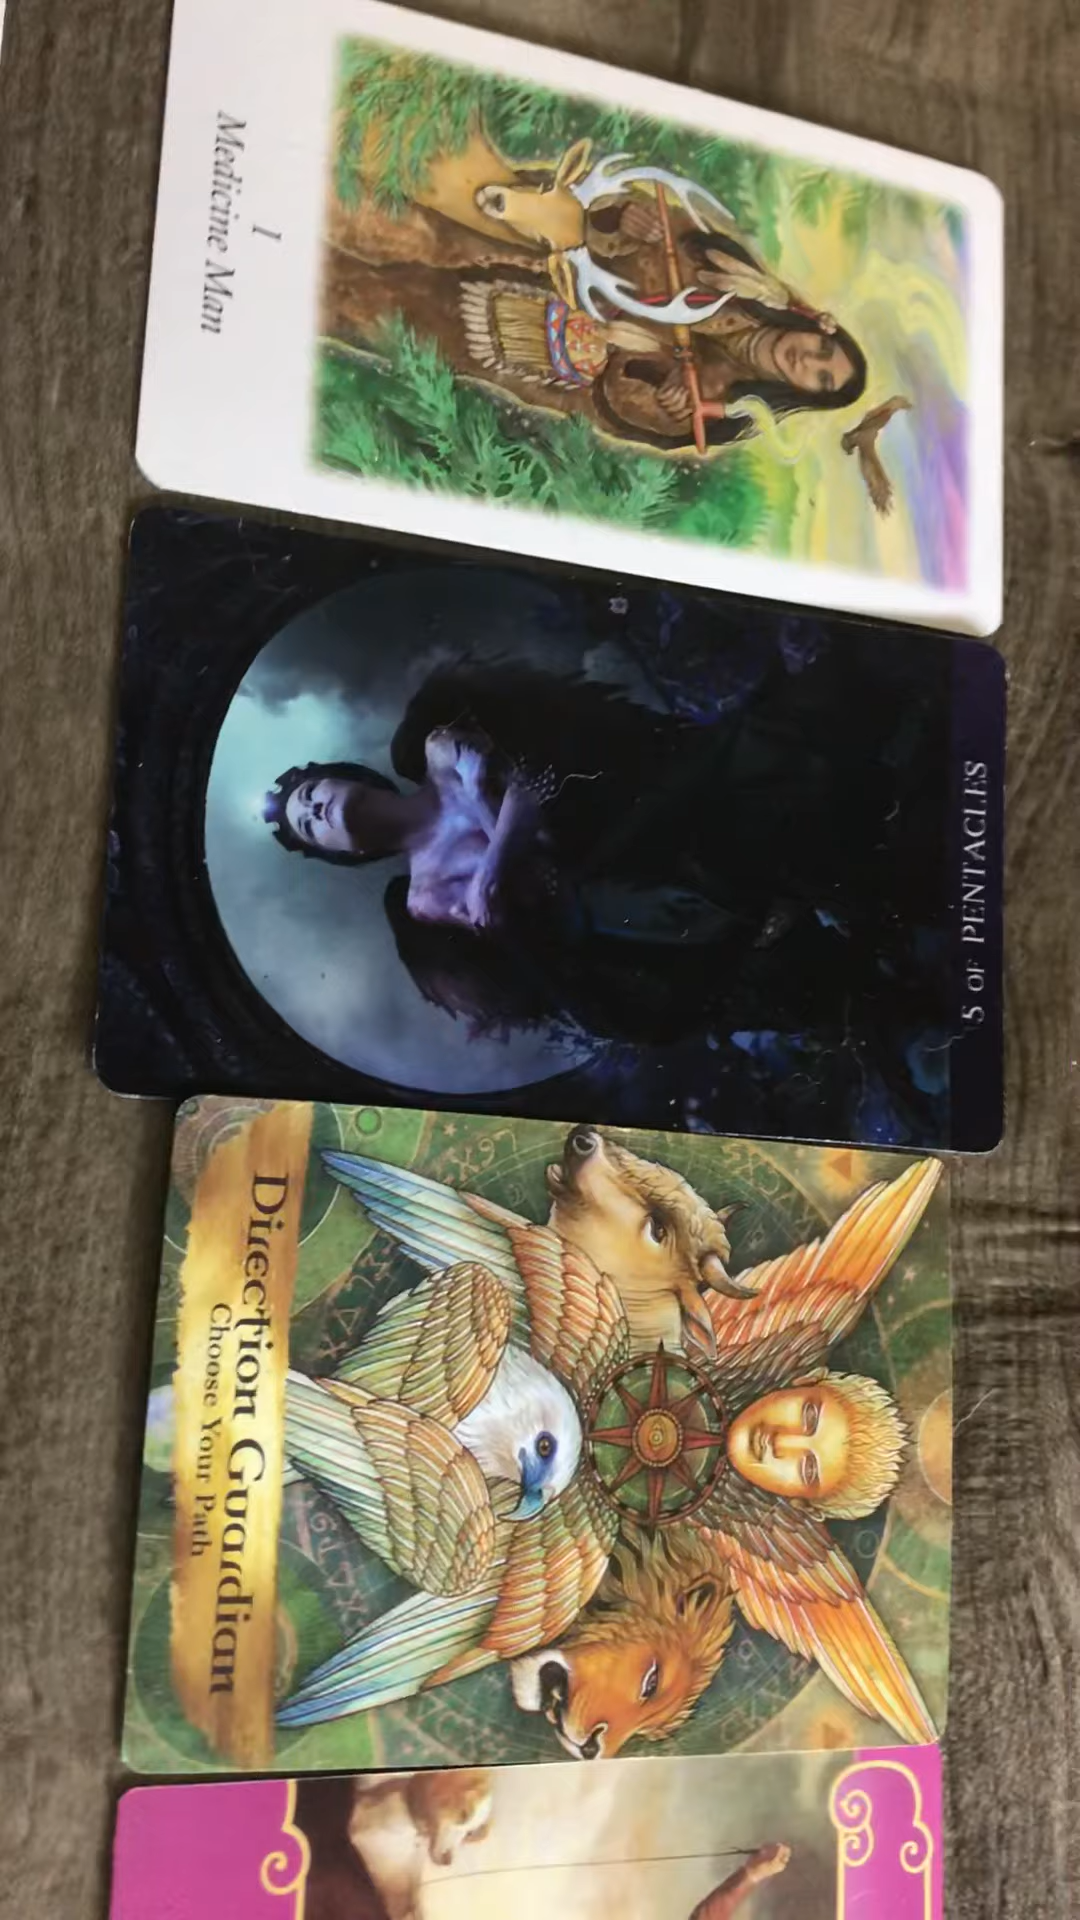 I
Medicine Man
5 OF PENTACLES
Direction Guardian
Choose Your Path